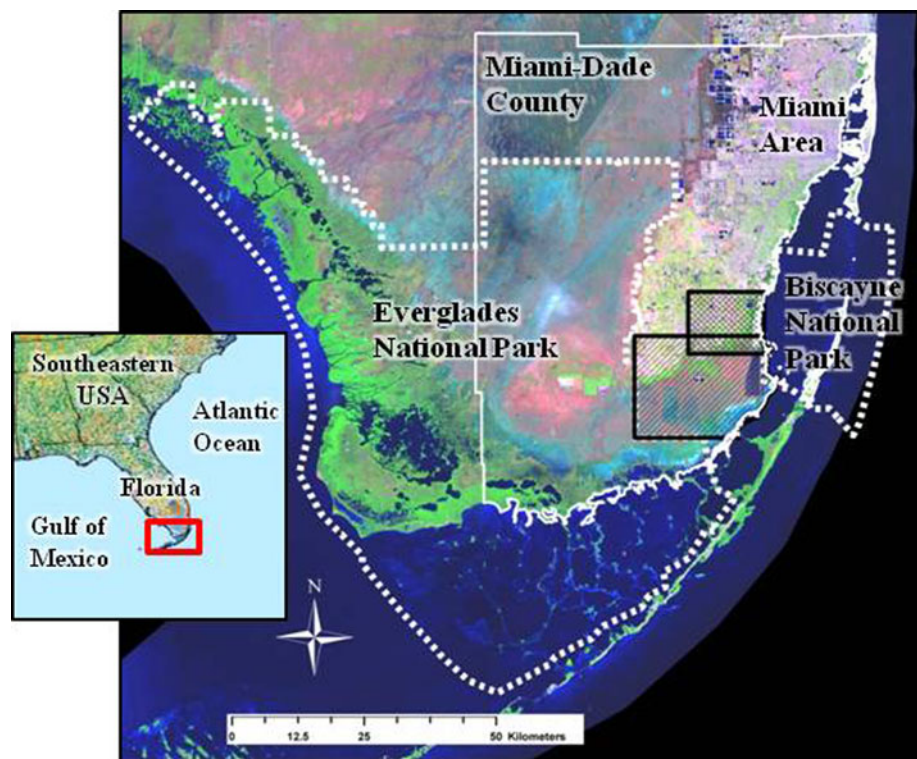 Miami-Dade
County
Miami
Area
Everglades
National Park
Biscayne
National
Park
Southeastern
USA
Atlantic
Ocean
Florida
Gulf of
Mexico
N
0 12.5 25 50 Kilometers